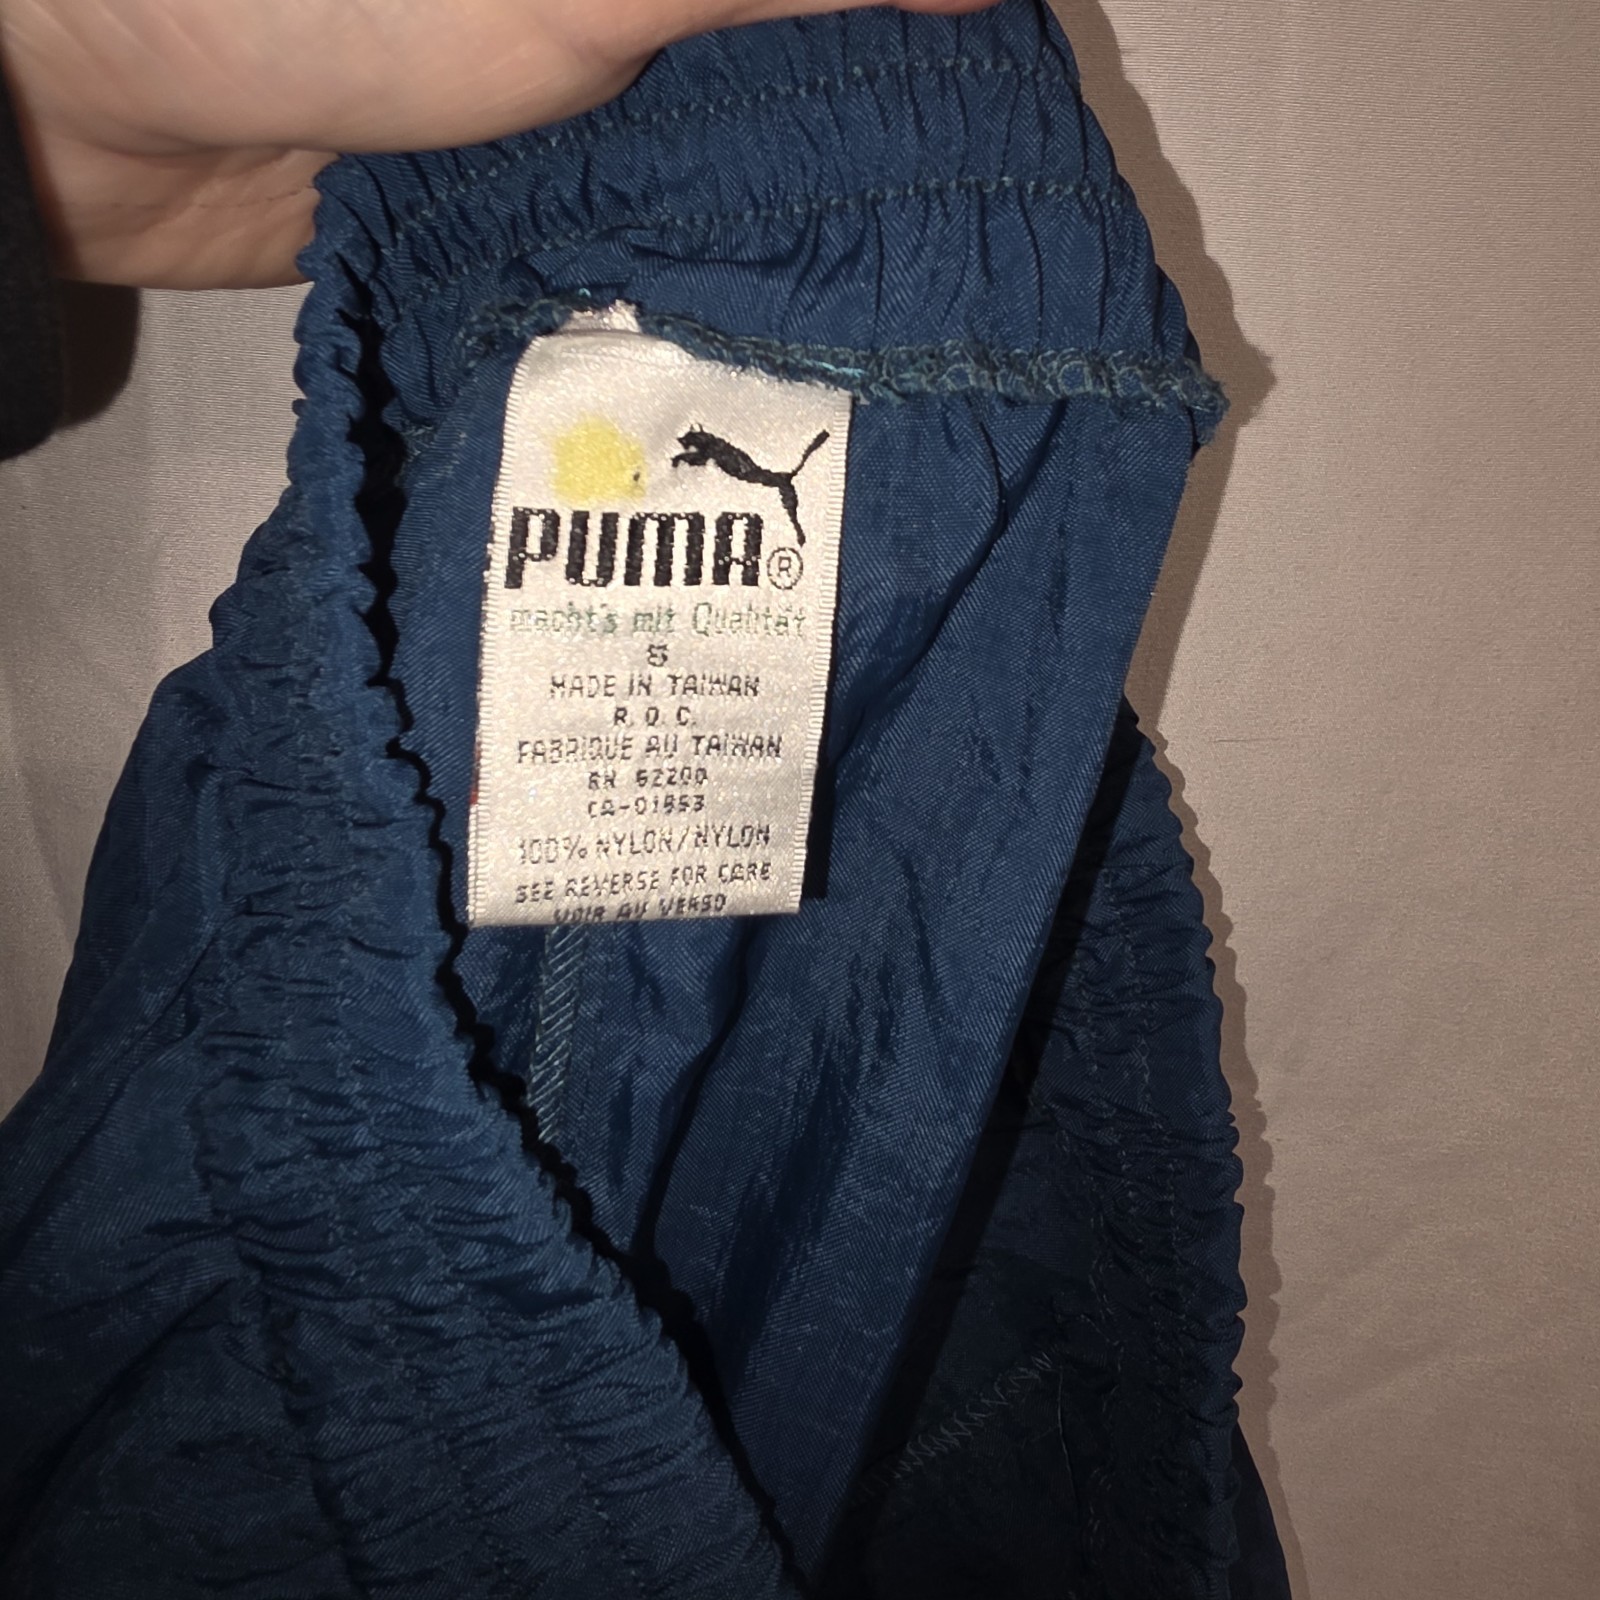 PUMA®
macht's mit Qualität
S
MADE IN TAIWAN
R.O.C.
FABRIQUE AU TAIWAN
RN 62200
CA-01953
100% NYLON/NYLON
SEE REVERSE FOR CARE
VOIR AU VERSO